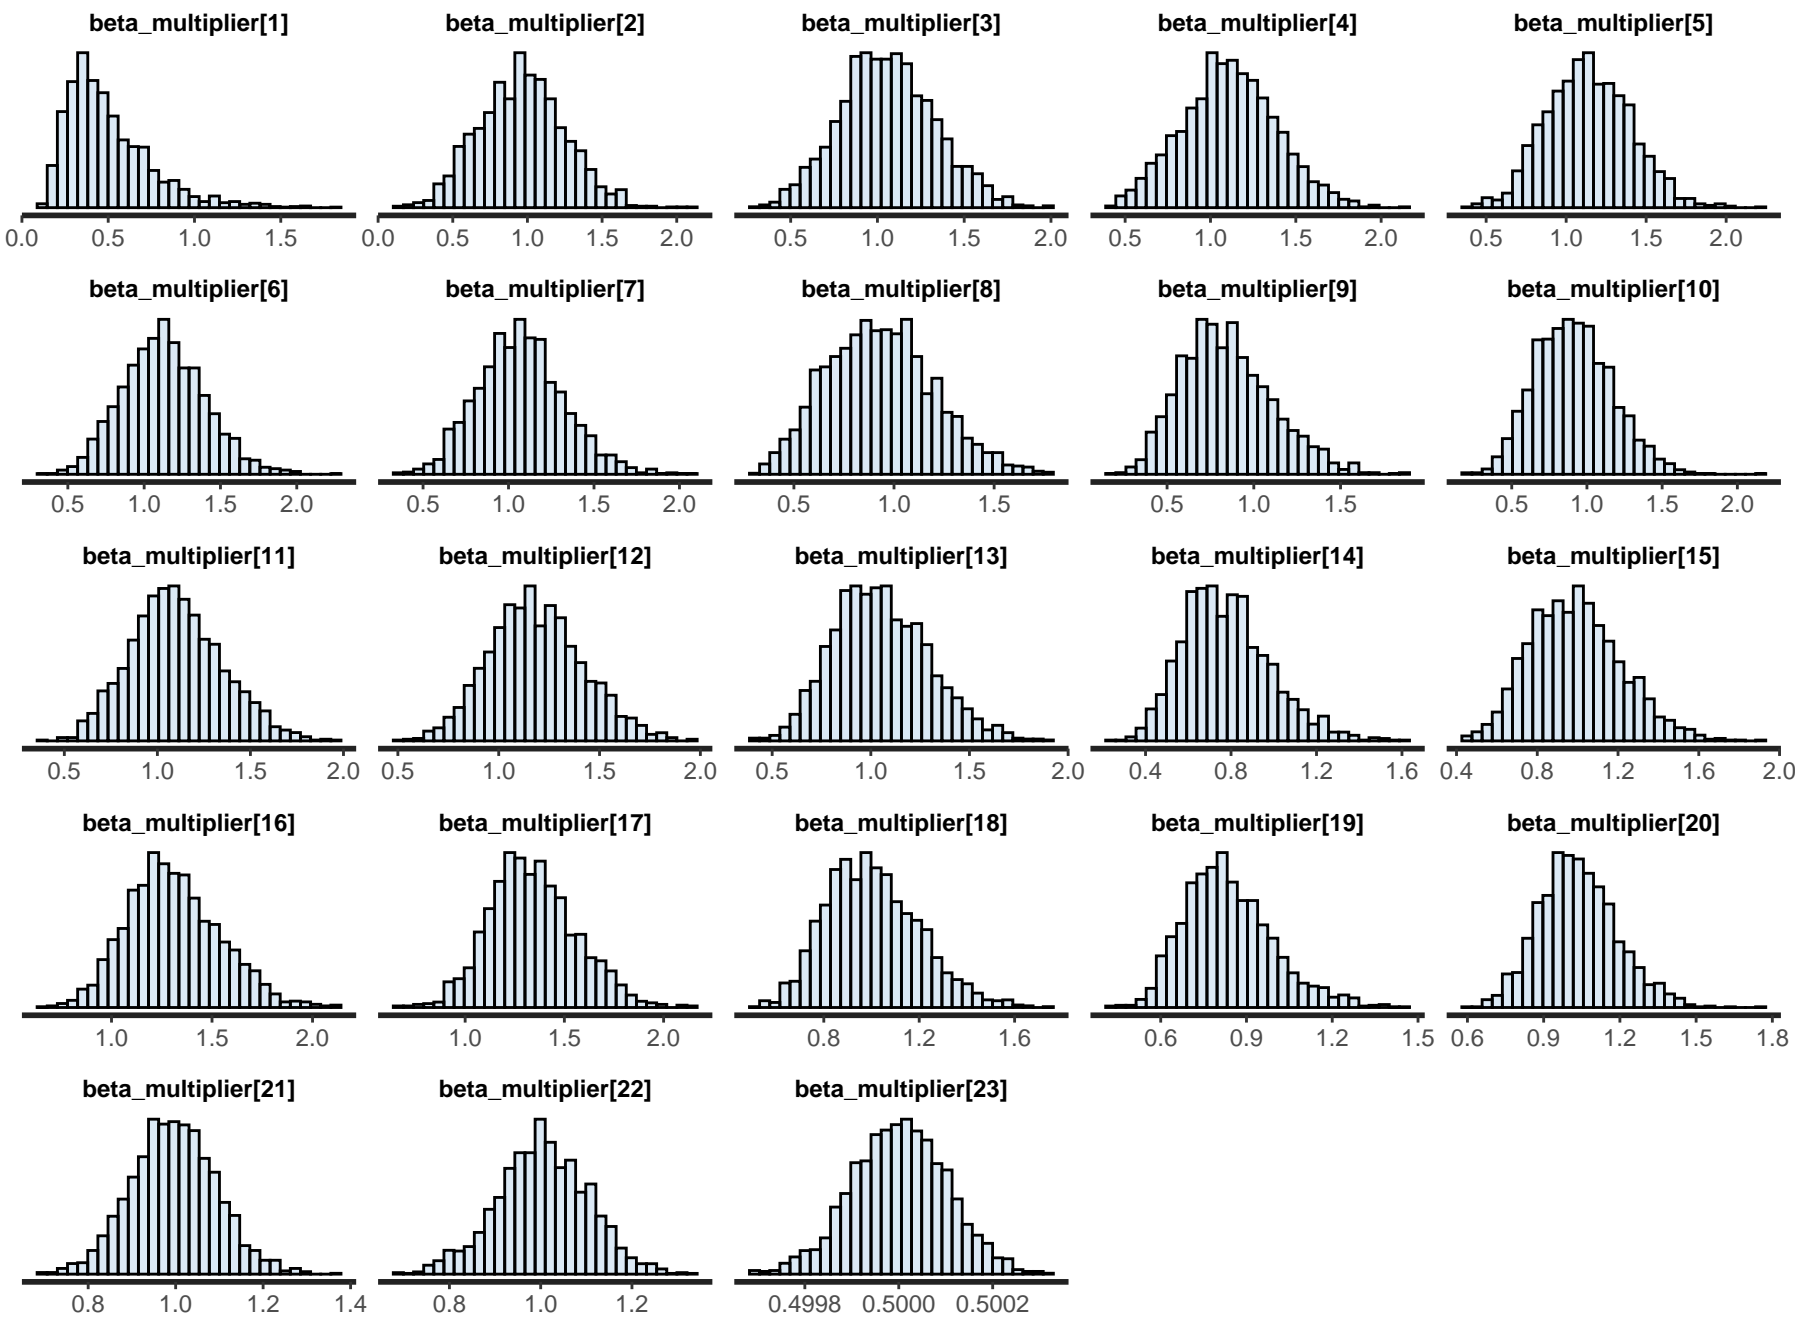 beta_multiplier[1] beta_multiplier[2] beta_multiplier[3] beta_multiplier[4] beta_multiplier[5]
0.0 0.5 1.0 1.5 0.0 0.5 1.0 1.5 2.0 0.5 1.0 1.5 2.0 0.5 1.0 1.5 2.0 0.5 1.0 1.5 2.0
beta_multiplier[6] beta_multiplier[7] beta_multiplier[8] beta_multiplier[9] beta_multiplier[10]
0.5 1.0 1.5 2.0 0.5 1.0 1.5 2.0 0.5 1.0 1.5 0.5 1.0 1.5 0.5 1.0 1.5 2.0
beta_multiplier[11] beta_multiplier[12] beta_multiplier[13] beta_multiplier[14] beta_multiplier[15]
0.5 1.0 1.5 2.0 0.5 1.0 1.5 2.0 0.5 1.0 1.5 2.0 0.4 0.8 1.2 1.6 0.4 0.8 1.2 1.6 2.0
beta_multiplier[16] beta_multiplier[17] beta_multiplier[18] beta_multiplier[19] beta_multiplier[20]
1.0 1.5 2.0 1.0 1.5 2.0 0.8 1.2 1.6 0.6 0.9 1.2 1.5 0.6 0.9 1.2 1.5 1.8
beta_multiplier[21] beta_multiplier[22] beta_multiplier[23]
0.8 1.0 1.2 1.4 0.8 1.0 1.2 0.4998 0.5000 0.5002